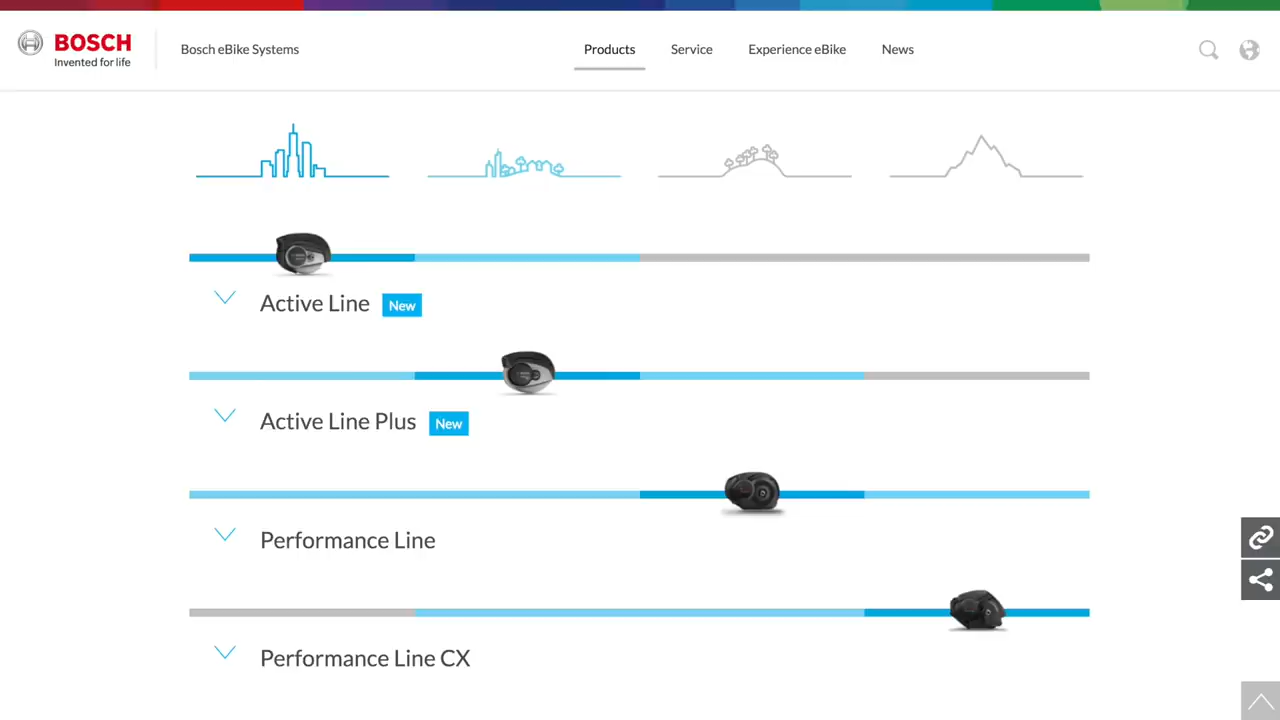 BOSCH
Invented for life
Bosch eBike Systems
Products
Service
Experience eBike
News
Active Line
New
Active Line Plus
New
Performance Line
Performance Line CX